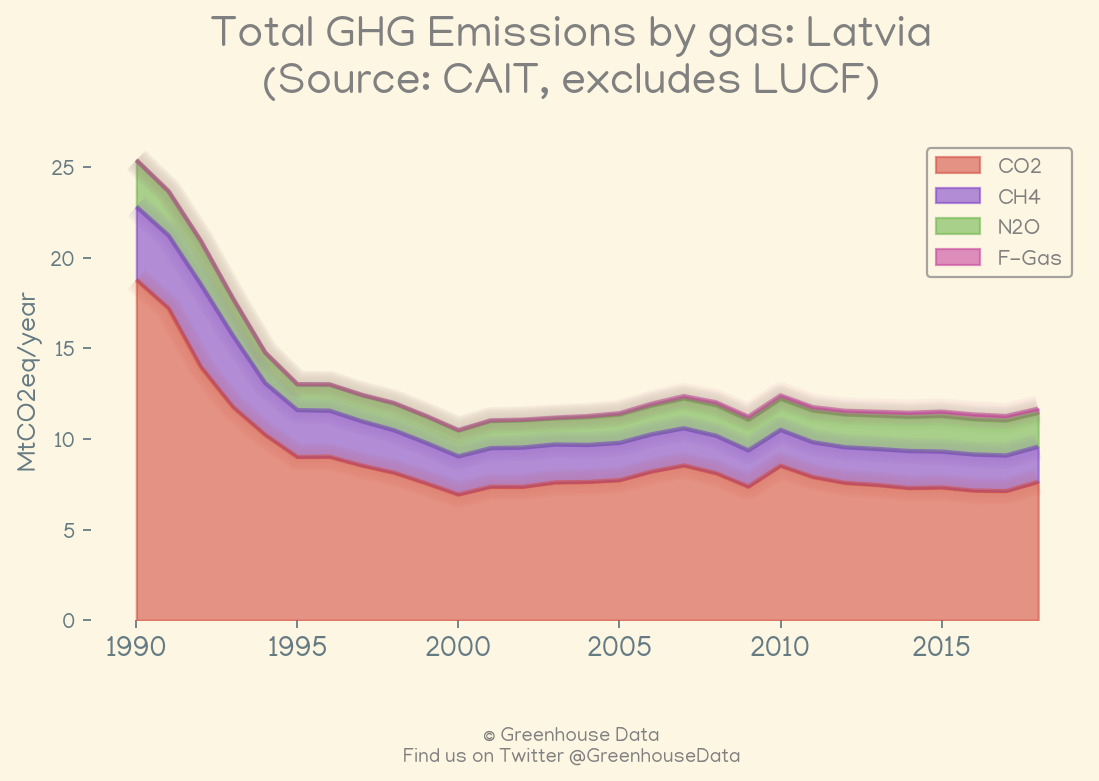 Total GHG Emissions by gas: Latvia
(Source: CAIT, excludes LUCF)
MtCO2eq/year
25
20
15
10
5
0
1990 1995 2000 2005 2010 2015
CO2
CH4
N2O
F-Gas
© Greenhouse Data
Find us on Twitter @GreenhouseData